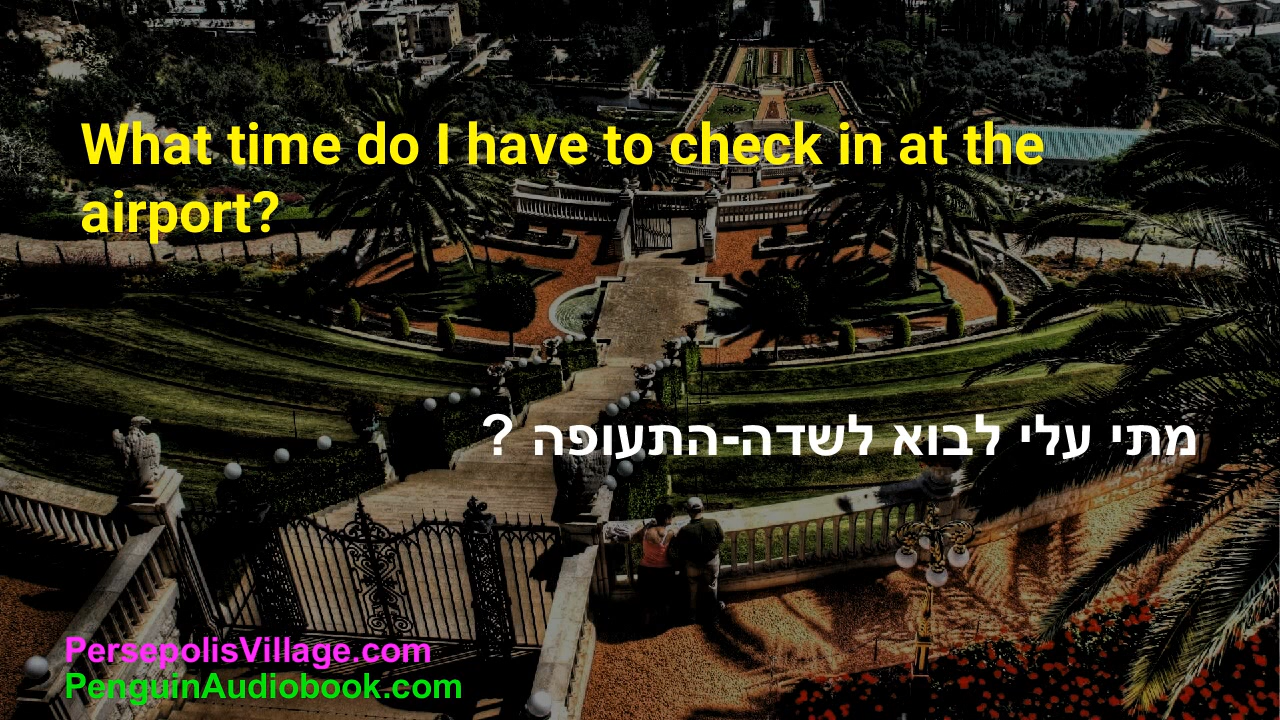 What time do I have to check in at the
airport?
מתי עלי לבוא לשדה-התעופה ?
PersepolisVillage.com
PenguinAudiobook.com